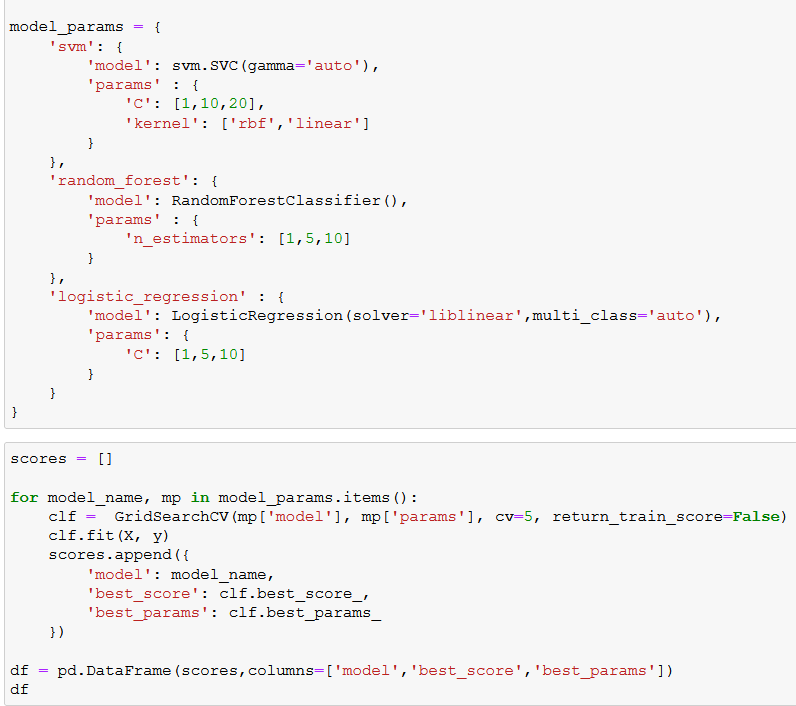 model_params = {
    'svm': {
        'model': svm.SVC(gamma='auto'),
        'params' : {
            'C': [1,10,20],
            'kernel': ['rbf','linear']
        }
    },
    'random_forest': {
        'model': RandomForestClassifier(),
        'params' : {
            'n_estimators': [1,5,10]
        }
    },
    'logistic_regression' : {
        'model': LogisticRegression(solver='liblinear',multi_class='auto'),
        'params': {
            'C': [1,5,10]
        }
    }
}
scores = []
for model_name, mp in model_params.items():
    clf =  GridSearchCV(mp['model'], mp['params'], cv=5, return_train_score=False)
    clf.fit(X, y)
    scores.append({
        'model': model_name,
        'best_score': clf.best_score_,
        'best_params': clf.best_params_
    })
df = pd.DataFrame(scores,columns=['model','best_score','best_params'])
df